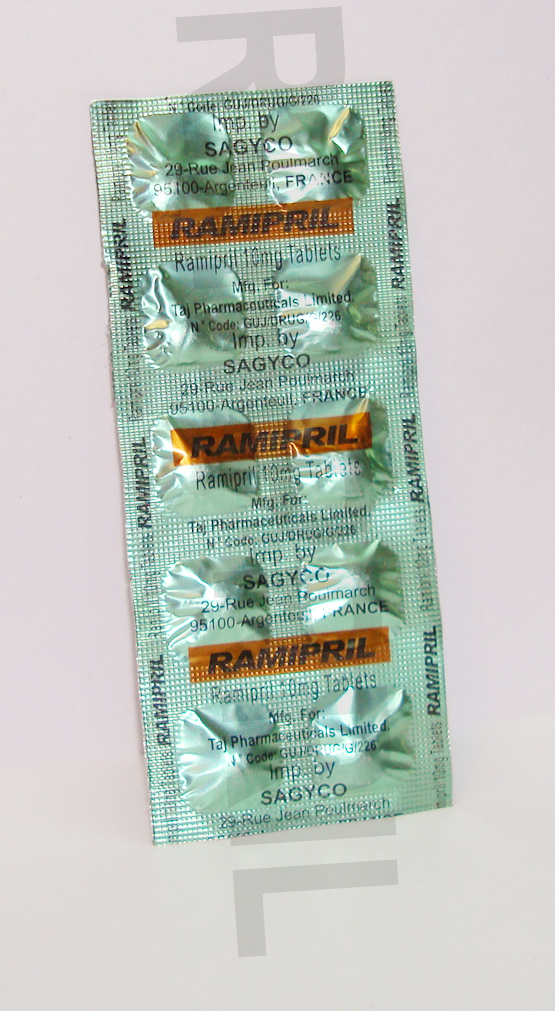 N° Code: GUJ/DRUG/G/226
Imp. by
SAGYCO
29-Rue Jean Poulmarch
95100-Argenteuil, FRANCE
RAMIPRIL
Ramipril 10mg Tablets
Mfg. For:
Taj Pharmaceuticals Limited.
N° Code: GUJ/DRUG/G/226
Imp. by
SAGYCO
29-Rue Jean Poulmarch
95100-Argenteuil, FRANCE
RAMIPRIL
Ramipril 10mg Tablets
Mfg. For:
Taj Pharmaceuticals Limited.
N° Code: GUJ/DRUG/G/226
Imp. by
SAGYCO
29-Rue Jean Poulmarch
95100-Argenteuil, FRANCE
RAMIPRIL
Ramipril 10mg Tablets
Mfg. For:
Taj Pharmaceuticals Limited.
N° Code: GUJ/DRUG/G/226
Imp. by
SAGYCO
29-Rue Jean Poulmarch
RAMIPRIL
RAMIPRIL
RAMIPRIL
RAMIPRIL
RAMIPRIL
RAMIPRIL